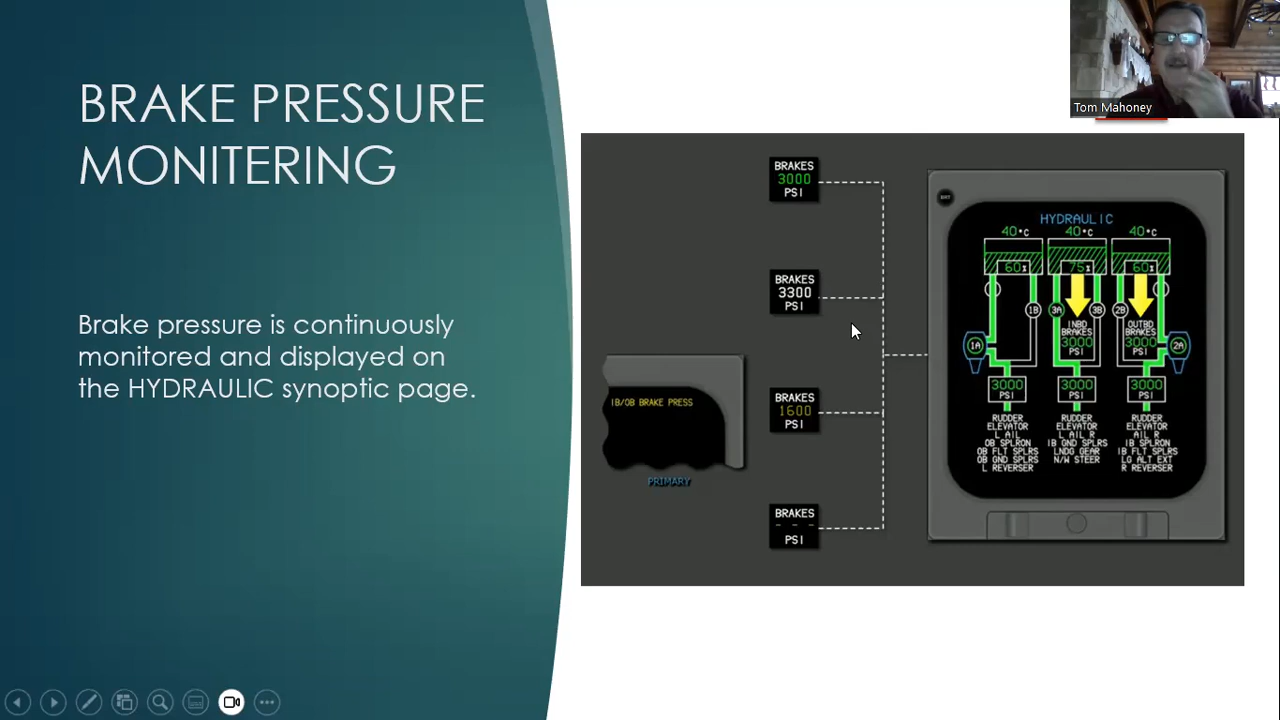 BRAKE PRESSURE
MONITERING
Brake pressure is continuously
monitored and displayed on
the HYDRAULIC synoptic page.
Tom Mahoney
BRAKES
3000
PSI
BRAKES
3300
PSI
BRAKES
1600
PSI
BRAKES
- - -
PSI
IB/OB BRAKE PRESS
PRIMARY
HYDRAULIC
40°C 40°C 40°C
60% 75% 60%
1B 3A 3B 2B
INBD
BRAKES
3000
PSI
OUTBD
BRAKES
3000
PSI
1A 2A
3000
PSI
3000
PSI
3000
PSI
RUDDER
ELEVATOR
L AIL
OB SPLRON
OB FLT SPLRS
OB GND SPLRS
L REVERSER
RUDDER
ELEVATOR
L AIL R
IB GND SPLRS
LNDG GEAR
N/W STEER
RUDDER
ELEVATOR
AIL R
IB SPLRON
IB FLT SPLRS
LG ALT EXT
R REVERSER